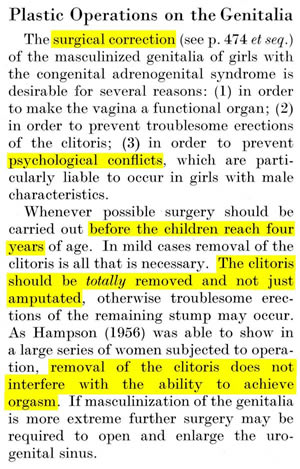 Plastic Operations on the Genitalia
The surgical correction (see p. 474 et seq.)
of the masculinized genitalia of girls with
the congenital adrenogenital syndrome is
desirable for several reasons: (1) in order
to make the vagina a functional organ; (2)
in order to prevent troublesome erections
of the clitoris; (3) in order to prevent
psychological conflicts, which are parti-
cularly liable to occur in girls with male
characteristics.
Whenever possible surgery should be
carried out before the children reach four
years of age. In mild cases removal of the
clitoris is all that is necessary. The clitoris
should be totally removed and not just
amputated, otherwise troublesome erec-
tions of the remaining stump may occur.
As Hampson (1956) was able to show in
a large series of women subjected to opera-
tion, removal of the clitoris does not
interfere with the ability to achieve
orgasm. If masculinization of the genitalia
is more extreme further surgery may be
required to open and enlarge the uro-
genital sinus.